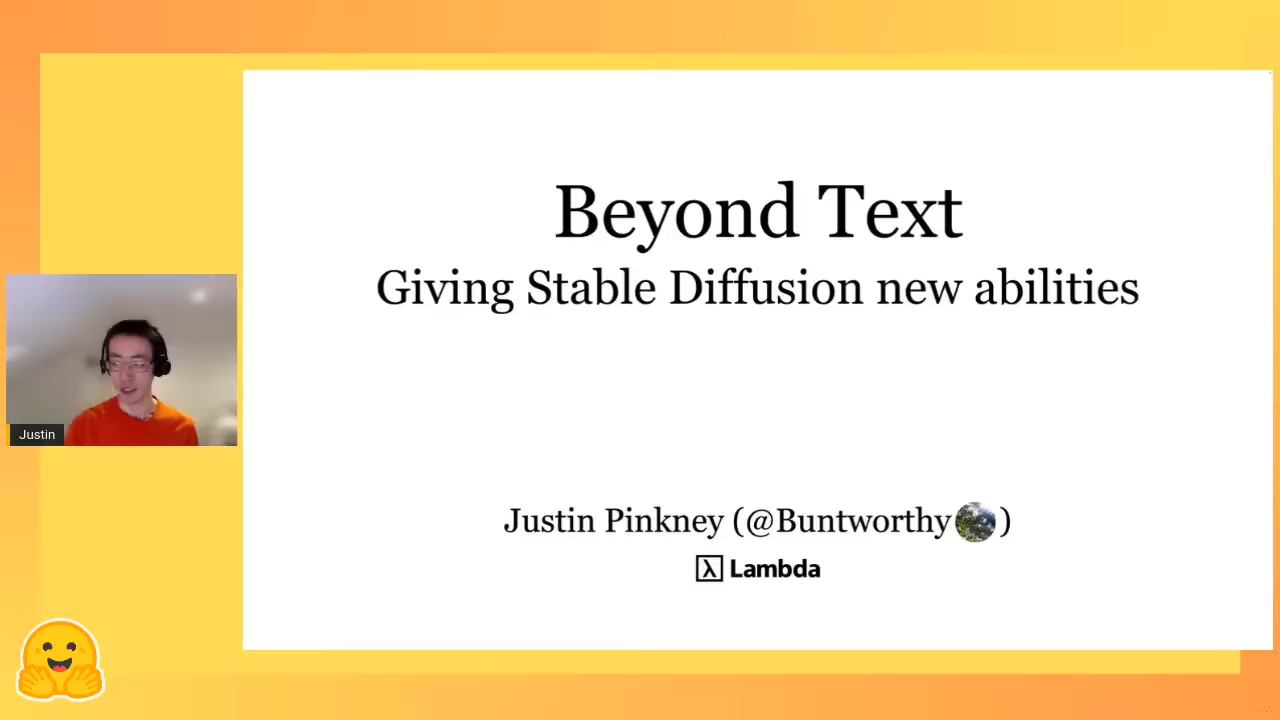 Beyond Text
Giving Stable Diffusion new abilities
Justin
Justin Pinkney (@Buntworthy)
λ Lambda